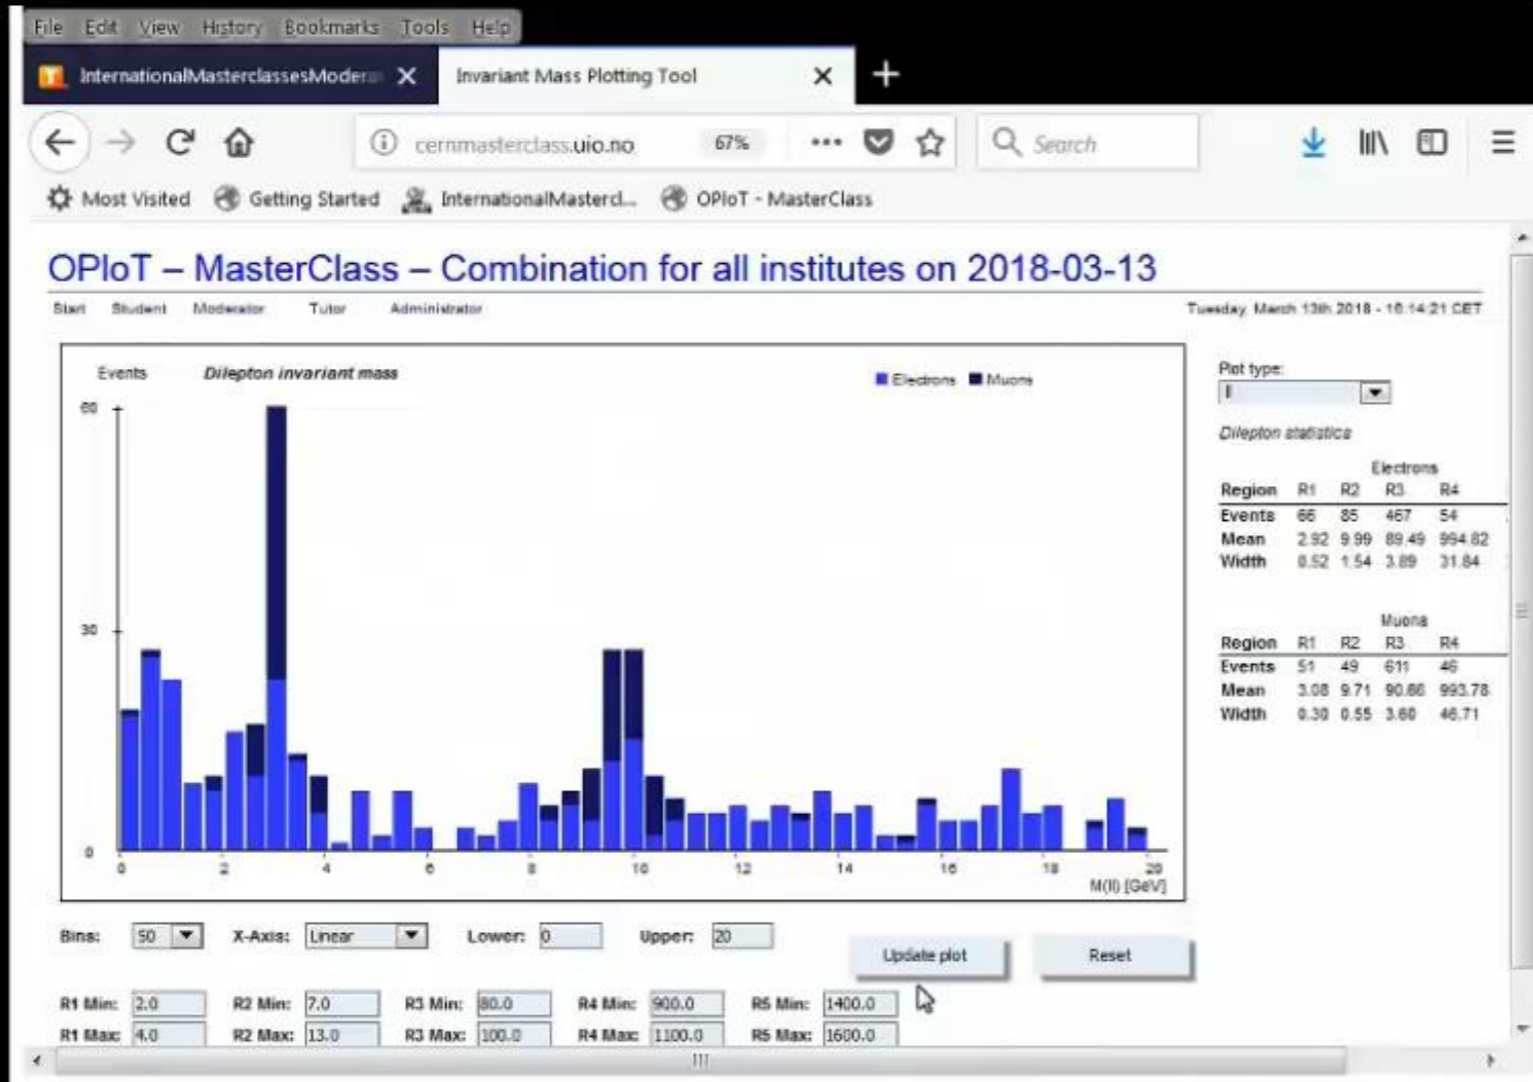 File Edit View History Bookmarks Tools Help
InternationalMasterclassesModera
Invariant Mass Plotting Tool
cernmasterclass.uio.no 67% Search
Most Visited Getting Started InternationalMastercl... OPloT - MasterClass
OPloT – MasterClass – Combination for all institutes on 2018-03-13
Start Student Moderator Tutor Administrator
Tuesday, March 13th 2018 - 16:14:21 CET
Events Dilepton invariant mass
Electrons Muons
60
30
0
0 2 4 6 8 10 12 14 16 18 20
M(ll) [GeV]
Plot type:
ll
Dilepton statistics
Electrons
Region R1 R2 R3 R4
Events 66 85 467 54
Mean 2.92 9.99 89.49 994.82
Width 0.52 1.54 3.89 31.84
Muons
Region R1 R2 R3 R4
Events 51 49 611 46
Mean 3.08 9.71 90.86 993.78
Width 0.30 0.55 3.60 46.71
Bins: 50 X-Axis: Linear Lower: 0 Upper: 20 Update plot Reset
R1 Min: 2.0 R2 Min: 7.0 R3 Min: 80.0 R4 Min: 900.0 R5 Min: 1400.0
R1 Max: 4.0 R2 Max: 13.0 R3 Max: 100.0 R4 Max: 1100.0 R5 Max: 1600.0